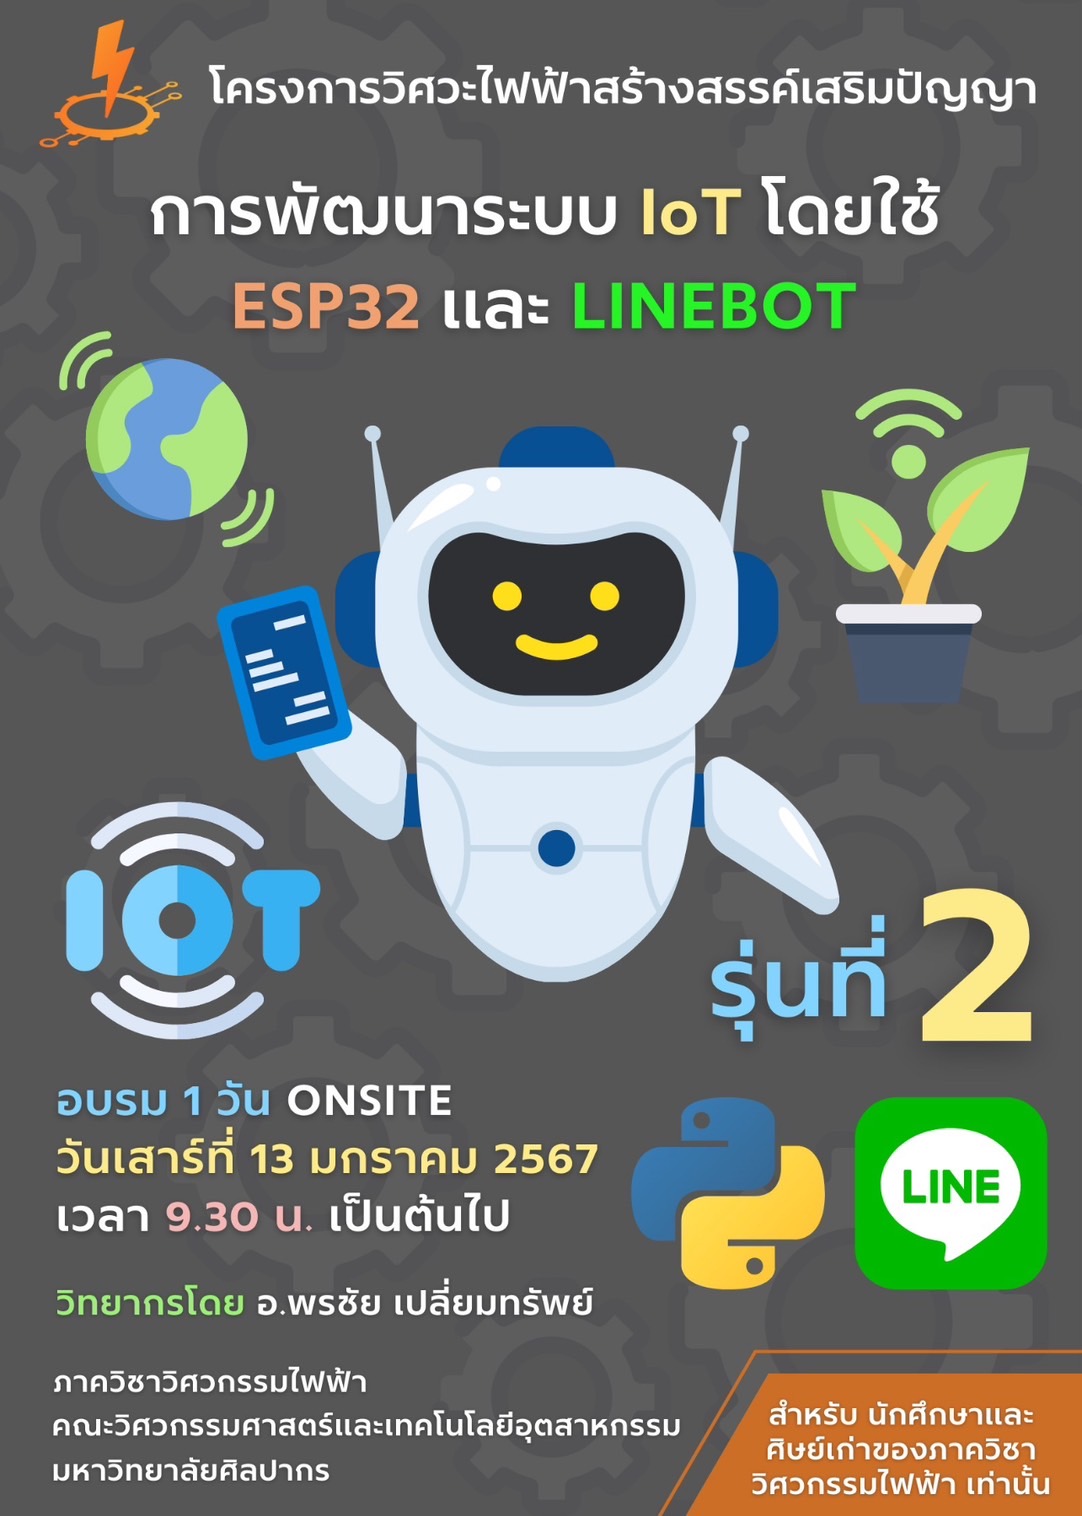 โครงการวิศวะไฟฟ้าสร้างสรรค์เสริมปัญญา
การพัฒนาระบบ IoT โดยใช้
ESP32 และ LINEBOT
IOT
รุ่นที่ 2
อบรม 1 วัน ONSITE
วันเสาร์ที่ 13 มกราคม 2567
เวลา 9.30 น. เป็นต้นไป
LINE
วิทยากรโดย อ.พรชัย เปลี่ยมทรัพย์
ภาควิชาวิศวกรรมไฟฟ้า
คณะวิศวกรรมศาสตร์และเทคโนโลยีอุตสาหกรรม
มหาวิทยาลัยศิลปากร
สำหรับ นักศึกษาและ
ศิษย์เก่าของภาควิชา
วิศวกรรมไฟฟ้า เท่านั้น